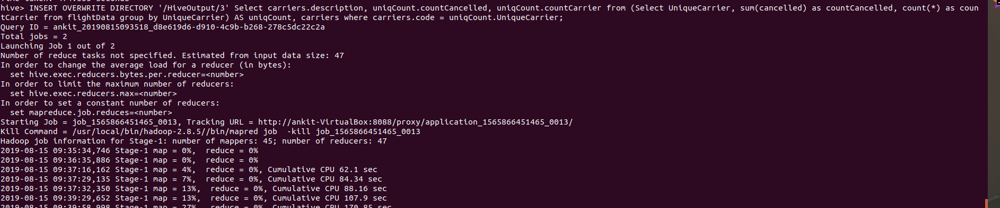 hive> INSERT OVERWRITE DIRECTORY '/HiveOutput/3' Select carriers.description, uniqCount.countCancelled, uniqCount.countCarrier from (Select UniqueCarrier, sum(cancelled) as countCancelled, count(*) as coun
tCarrier from flightData group by UniqueCarrier) AS uniqCount, carriers where carriers.code = uniqCount.UniqueCarrier;
Query ID = ankit_20190815093518_d8e619d6-d910-4c9b-b268-278c5dc22c2a
Total jobs = 2
Launching Job 1 out of 2
Number of reduce tasks not specified. Estimated from input data size: 47
In order to change the average load for a reducer (in bytes):
  set hive.exec.reducers.bytes.per.reducer=<number>
In order to limit the maximum number of reducers:
  set hive.exec.reducers.max=<number>
In order to set a constant number of reducers:
  set mapreduce.job.reduces=<number>
Starting Job = job_1565866451465_0013, Tracking URL = http://ankit-VirtualBox:8088/proxy/application_1565866451465_0013/
Kill Command = /usr/local/bin/hadoop-2.8.5//bin/mapred job  -kill job_1565866451465_0013
Hadoop job information for Stage-1: number of mappers: 45; number of reducers: 47
2019-08-15 09:35:34,746 Stage-1 map = 0%,  reduce = 0%
2019-08-15 09:36:35,886 Stage-1 map = 0%,  reduce = 0%
2019-08-15 09:37:16,162 Stage-1 map = 4%,  reduce = 0%, Cumulative CPU 62.1 sec
2019-08-15 09:37:29,135 Stage-1 map = 7%,  reduce = 0%, Cumulative CPU 84.34 sec
2019-08-15 09:37:32,350 Stage-1 map = 13%,  reduce = 0%, Cumulative CPU 88.16 sec
2019-08-15 09:39:29,652 Stage-1 map = 13%,  reduce = 0%, Cumulative CPU 107.9 sec
2019-08-15 09:39:58,998 Stage-1 map = 27%,  reduce = 0%, Cumulative CPU 170.85 sec